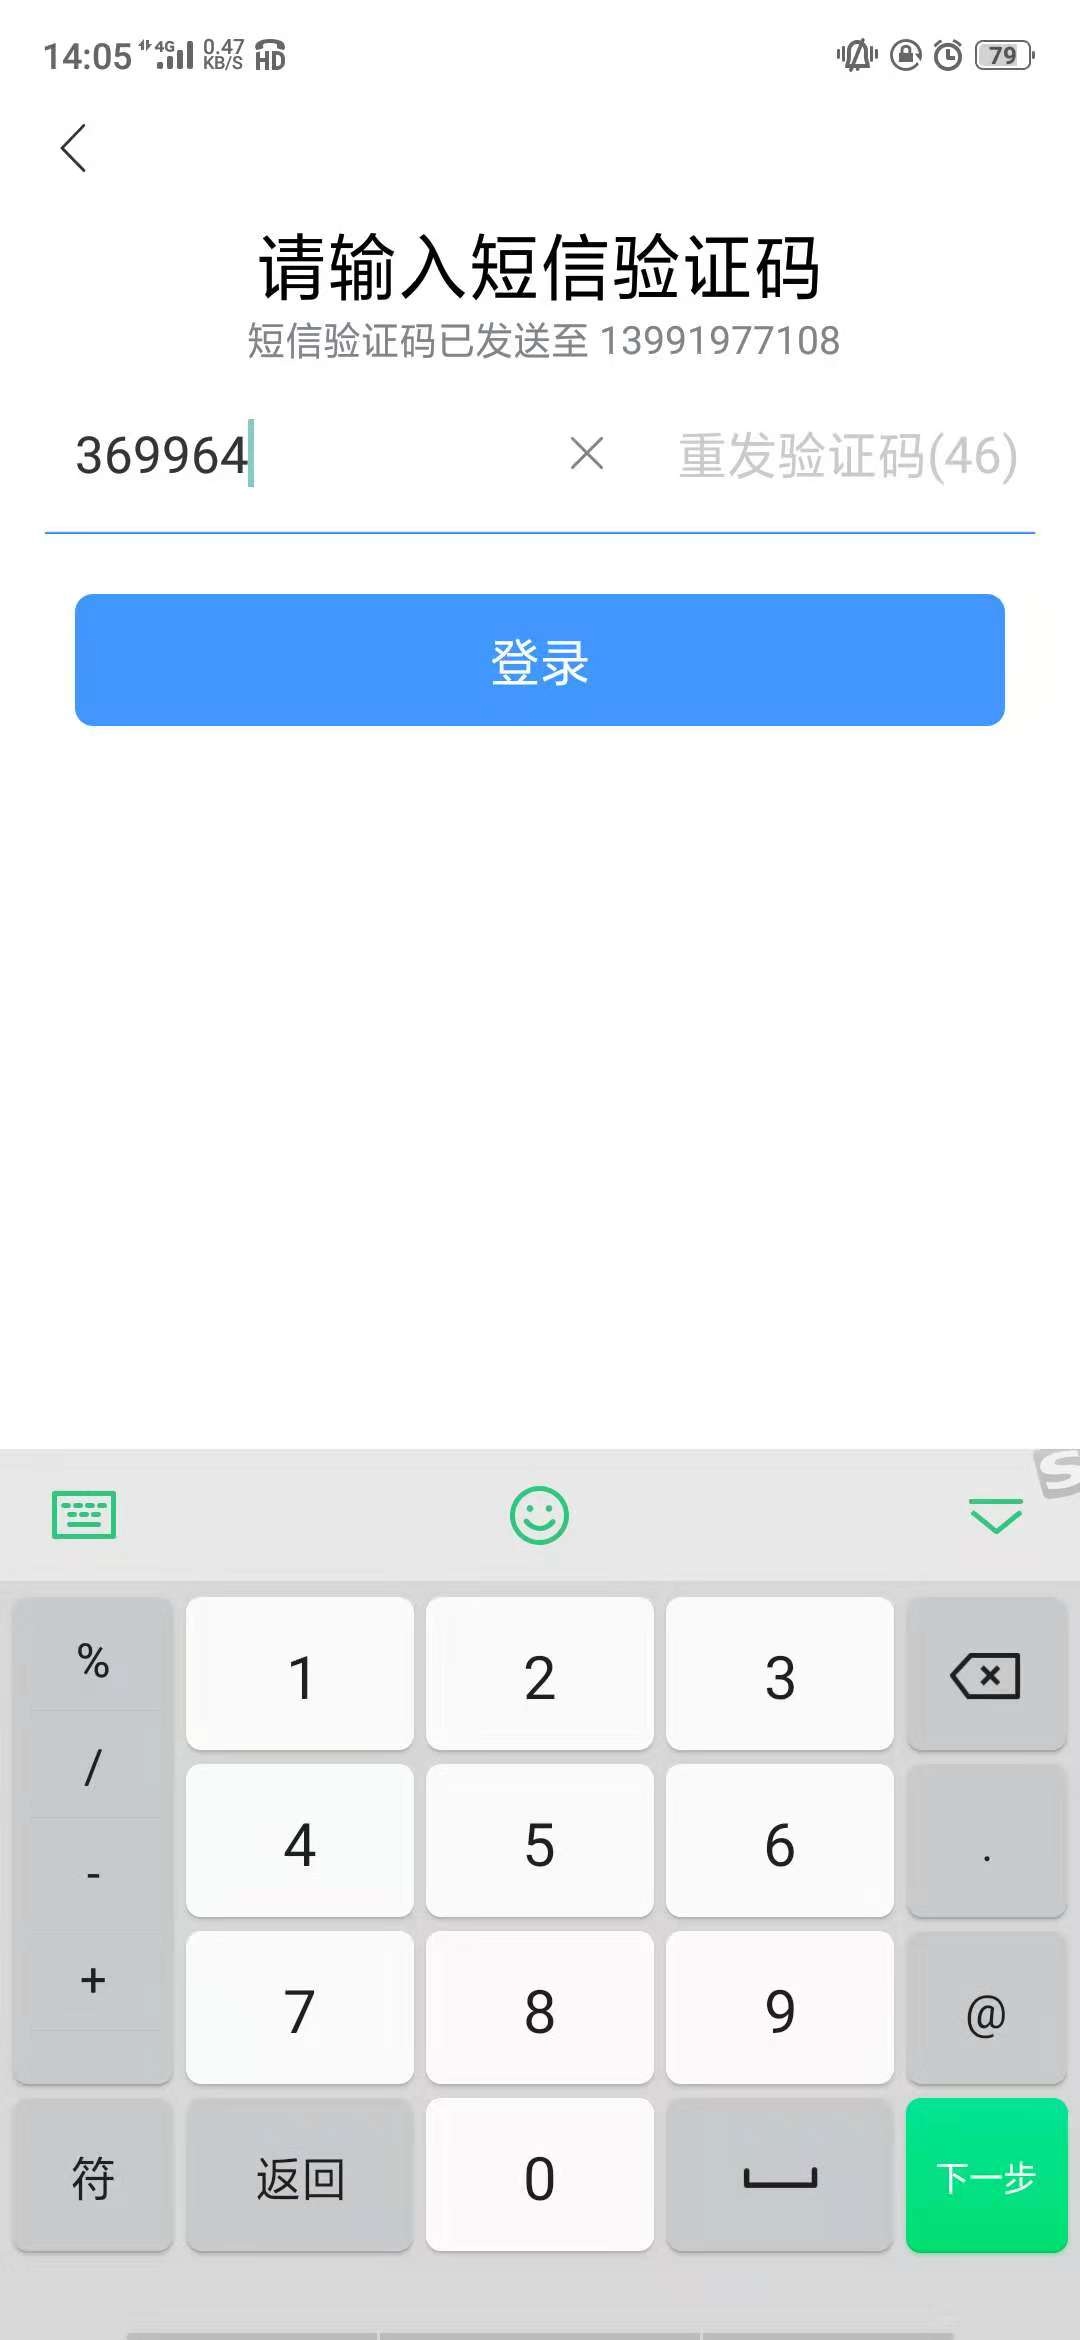 14:05 4G 0.47 KB/S HD 79
请输入短信验证码
短信验证码已发送至 13991977108
369964 重发验证码(46)
登录
S
% 1 2 3
/
4 5 6 .
-
+ 7 8 9 @
符 返回 0 下一步